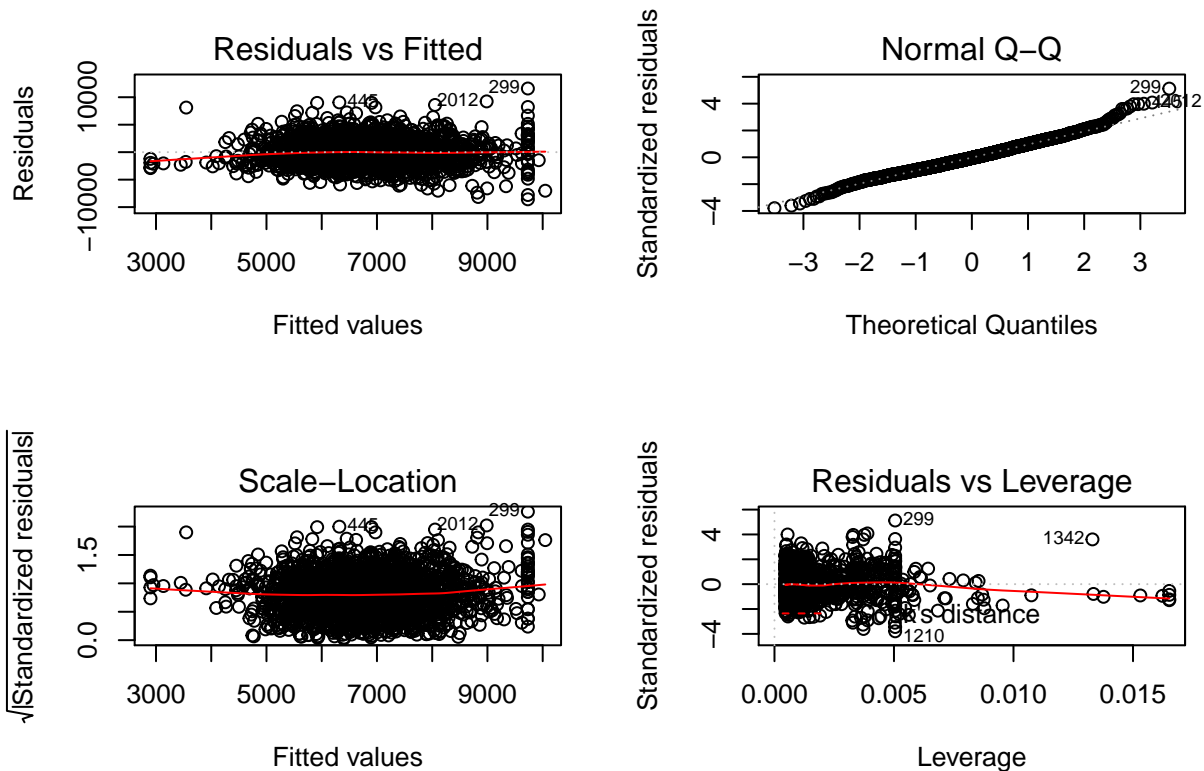 Residuals vs Fitted
Residuals
−10000
10000
3000 5000 7000 9000
Fitted values
445
2012
299
Normal Q−Q
Standardized residuals
−4 0 4
−3 −2 −1 0 1 2 3
Theoretical Quantiles
299
2012
Scale−Location
√|Standardized residuals|
0.0 1.5
3000 5000 7000 9000
Fitted values
445
2012
299
Residuals vs Leverage
Standardized residuals
−4 0 4
0.000 0.005 0.010 0.015
Leverage
299
1342
's distance
1210